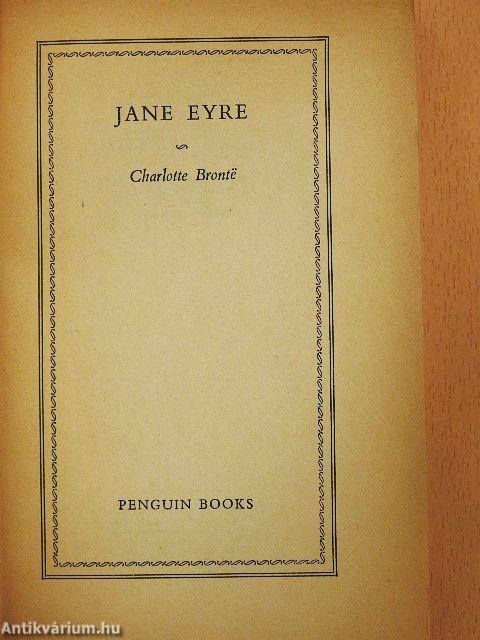 JANE EYRE
Charlotte Brontë
PENGUIN BOOKS
Antikvárium.hu